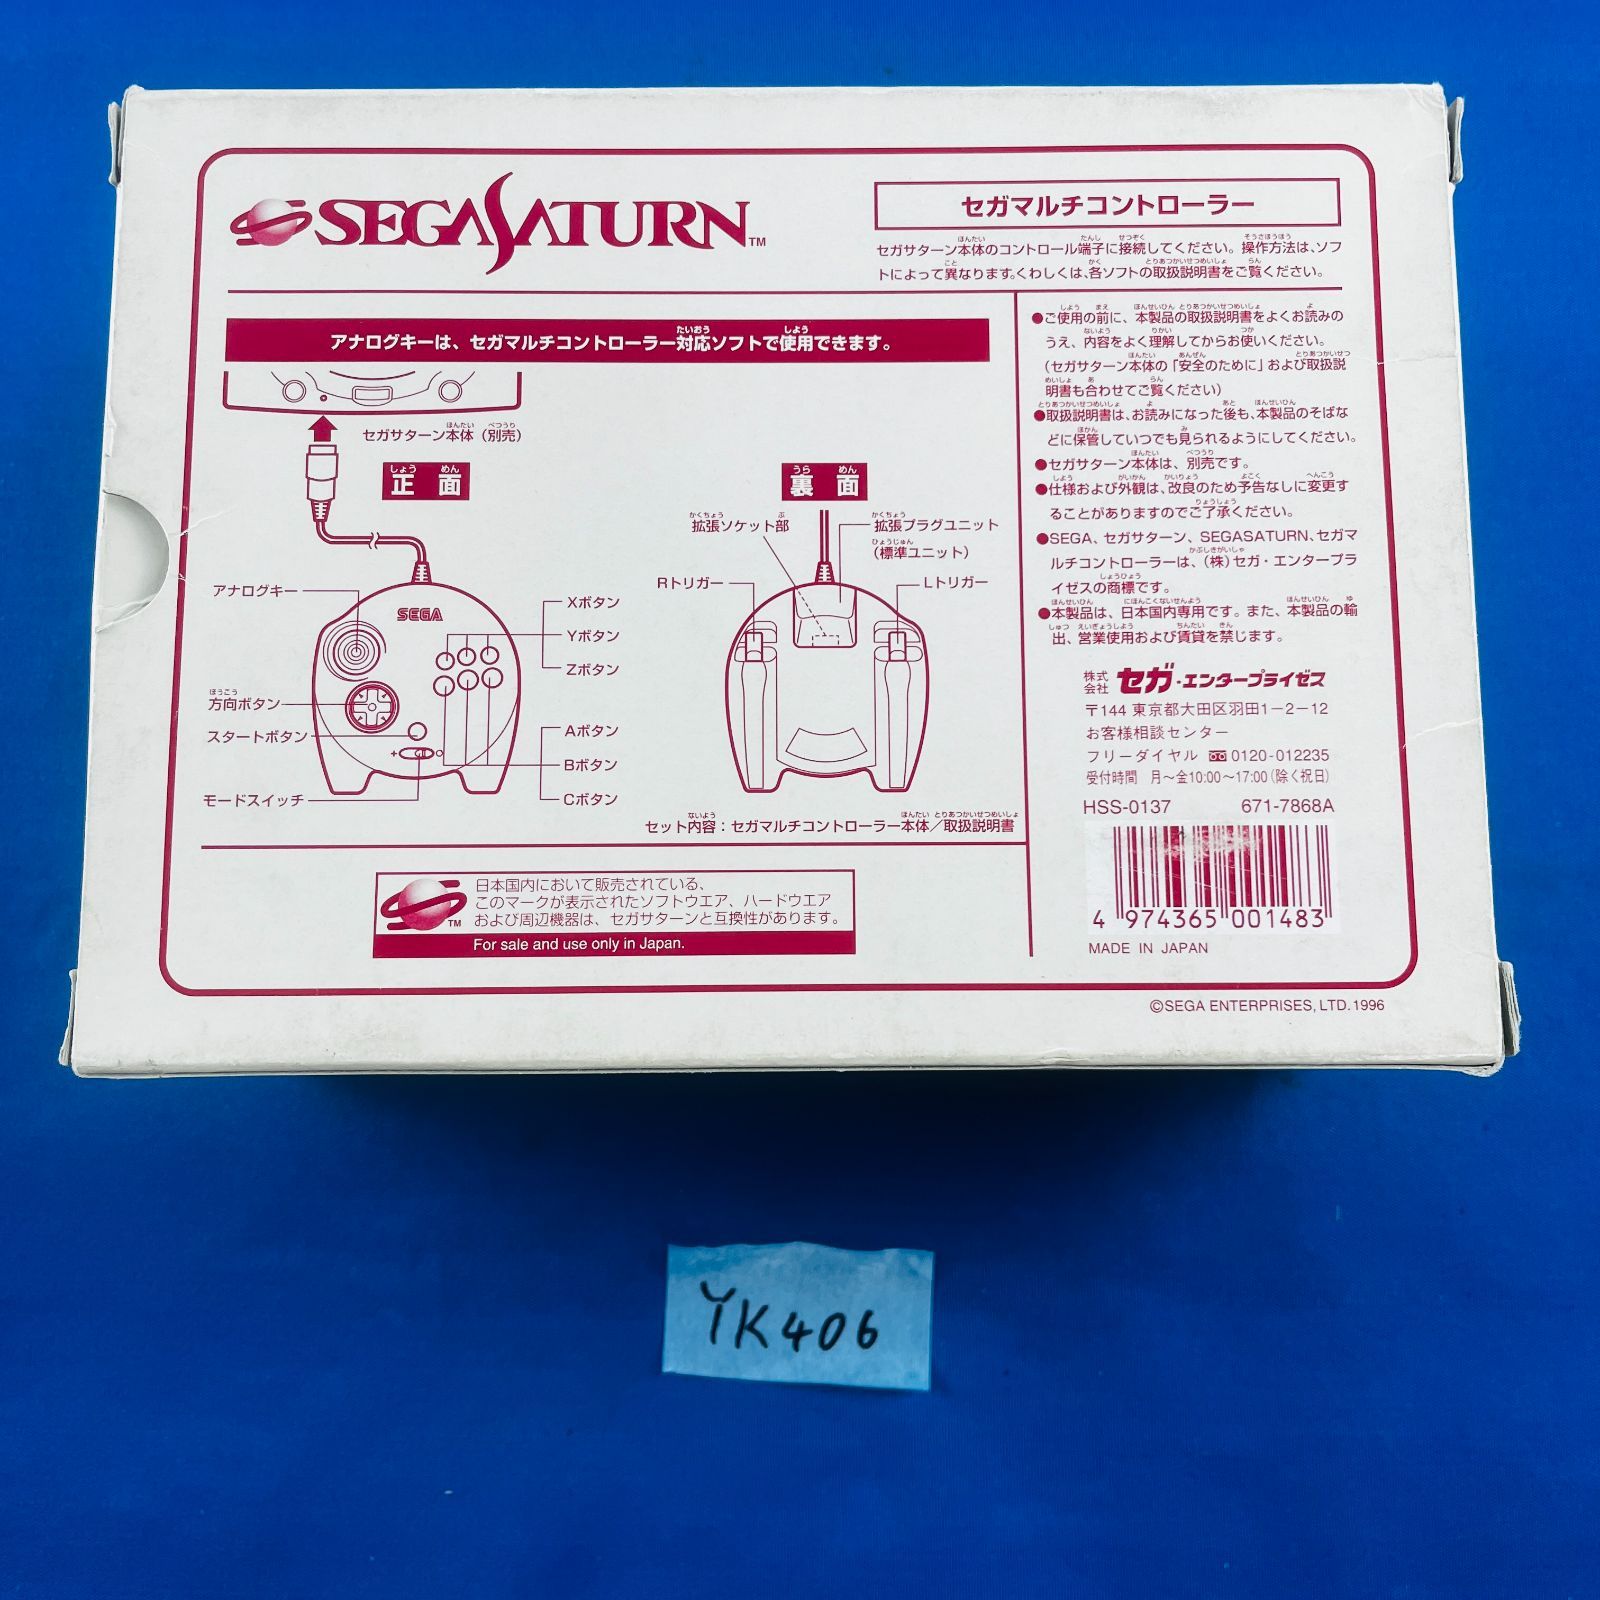 SEGASATURN™
セガマルチコントローラー
セガサターン本体のコントロール端子に接続してください。操作方法は、ソフ
トによって異なります。くわしくは、各ソフトの取扱説明書をご覧ください。
アナログキーは、セガマルチコントローラー対応ソフトで使用できます。
セガサターン本体（別売）
正面
裏面
拡張ソケット部
拡張プラグユニット
（標準ユニット）
Rトリガー
Lトリガー
アナログキー
SEGA
方向ボタン
スタートボタン
モードスイッチ
Xボタン
Yボタン
Zボタン
Aボタン
Bボタン
Cボタン
セット内容：セガマルチコントローラー本体／取扱説明書
●ご使用の前に、本製品の取扱説明書をよくお読みの
うえ、内容をよく理解してからお使いください。
（セガサターン本体の「安全のために」および取扱説
明書も合わせてご覧ください）
●取扱説明書は、お読みになった後も、本製品のそばな
どに保管していつでも見られるようにしてください。
●セガサターン本体は、別売です。
●仕様および外観は、改良のため予告なしに変更す
ることがありますのでご了承ください。
●SEGA、セガサターン、SEGASATURN、セガマ
ルチコントローラーは、（株）セガ・エンタープラ
イゼスの商標です。
●本製品は、日本国内専用です。また、本製品の輸
出、営業使用および賃貸を禁じます。
株式会社 セガ・エンタープライゼス
〒144 東京都大田区羽田1－2－12
お客様相談センター
フリーダイヤル 0120-012235
受付時間 月〜金10:00〜17:00（除く祝日）
HSS-0137 671-7868A
4 974365 001483
MADE IN JAPAN
日本国内において販売されている、
このマークが表示されたソフトウエア、ハードウエア
および周辺機器は、セガサターンと互換性があります。
TM
For sale and use only in Japan.
©SEGA ENTERPRISES, LTD. 1996
YK406